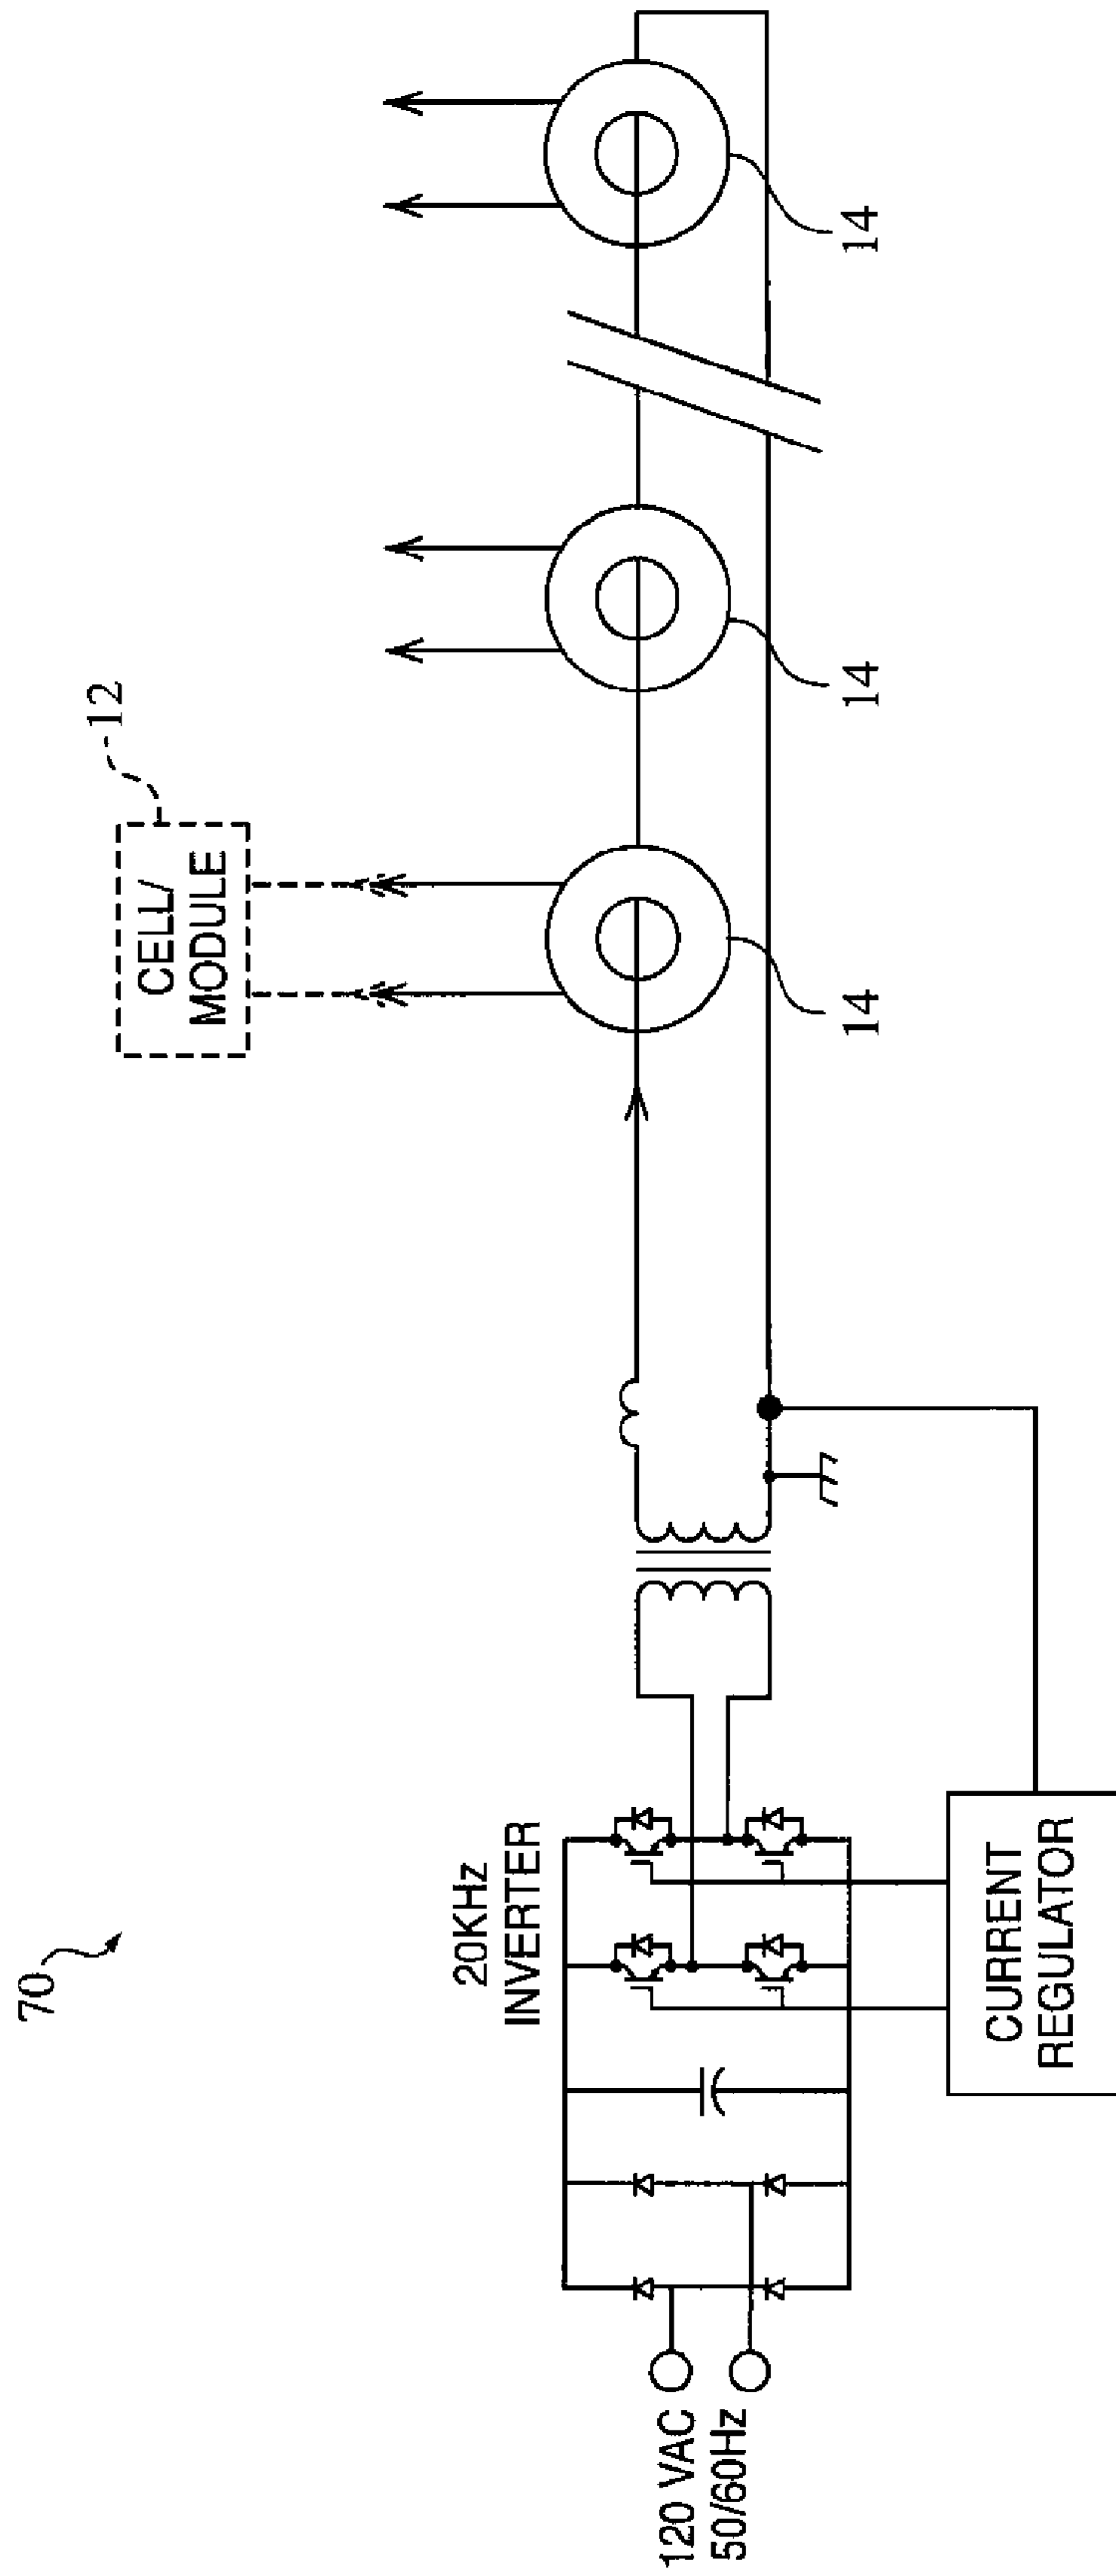 70
120 VAC
50/60Hz
20KHz
INVERTER
CURRENT
REGULATOR
CELL/
MODULE
12
14
14
14